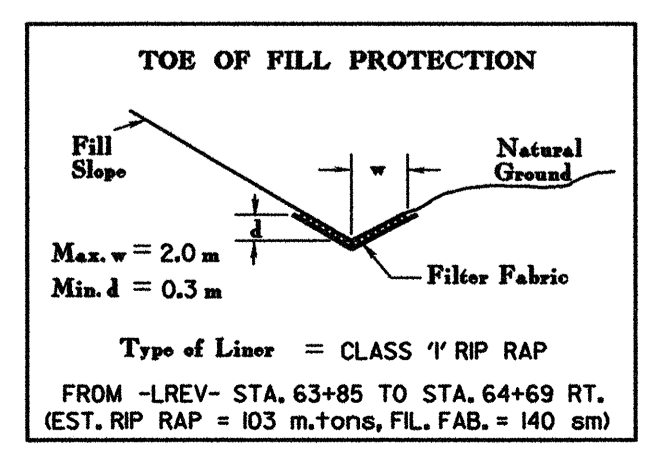 TOE OF FILL PROTECTION
Fill
Slope
Natural
Ground
w
d
Max. w = 2.0 m
Min. d = 0.3 m
Filter Fabric
Type of Liner = CLASS 'I' RIP RAP
FROM -LREV- STA. 63+85 TO STA. 64+69 RT.
(EST. RIP RAP = 103 m.tons, FIL. FAB. = 140 sm)